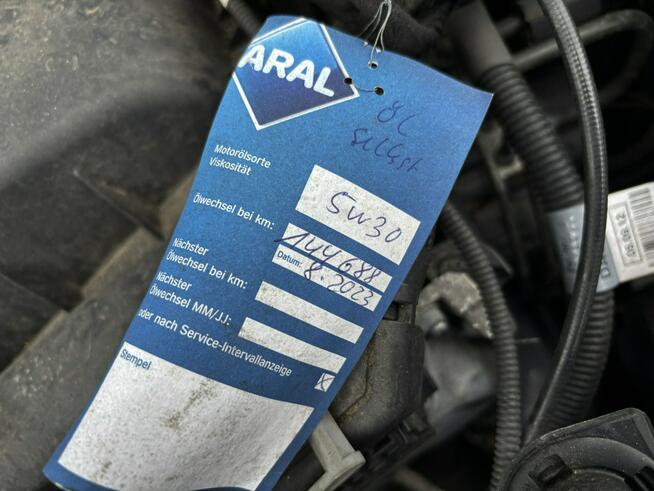 ARAL
8L
selbst
Motorölsorte
Viskosität
5W30
Ölwechsel bei km:
144688
Datum:
8.2023
Nächster
Ölwechsel bei km:
Nächster
Ölwechsel MM/JJ:
oder nach Service-Intervallanzeige
Stempel